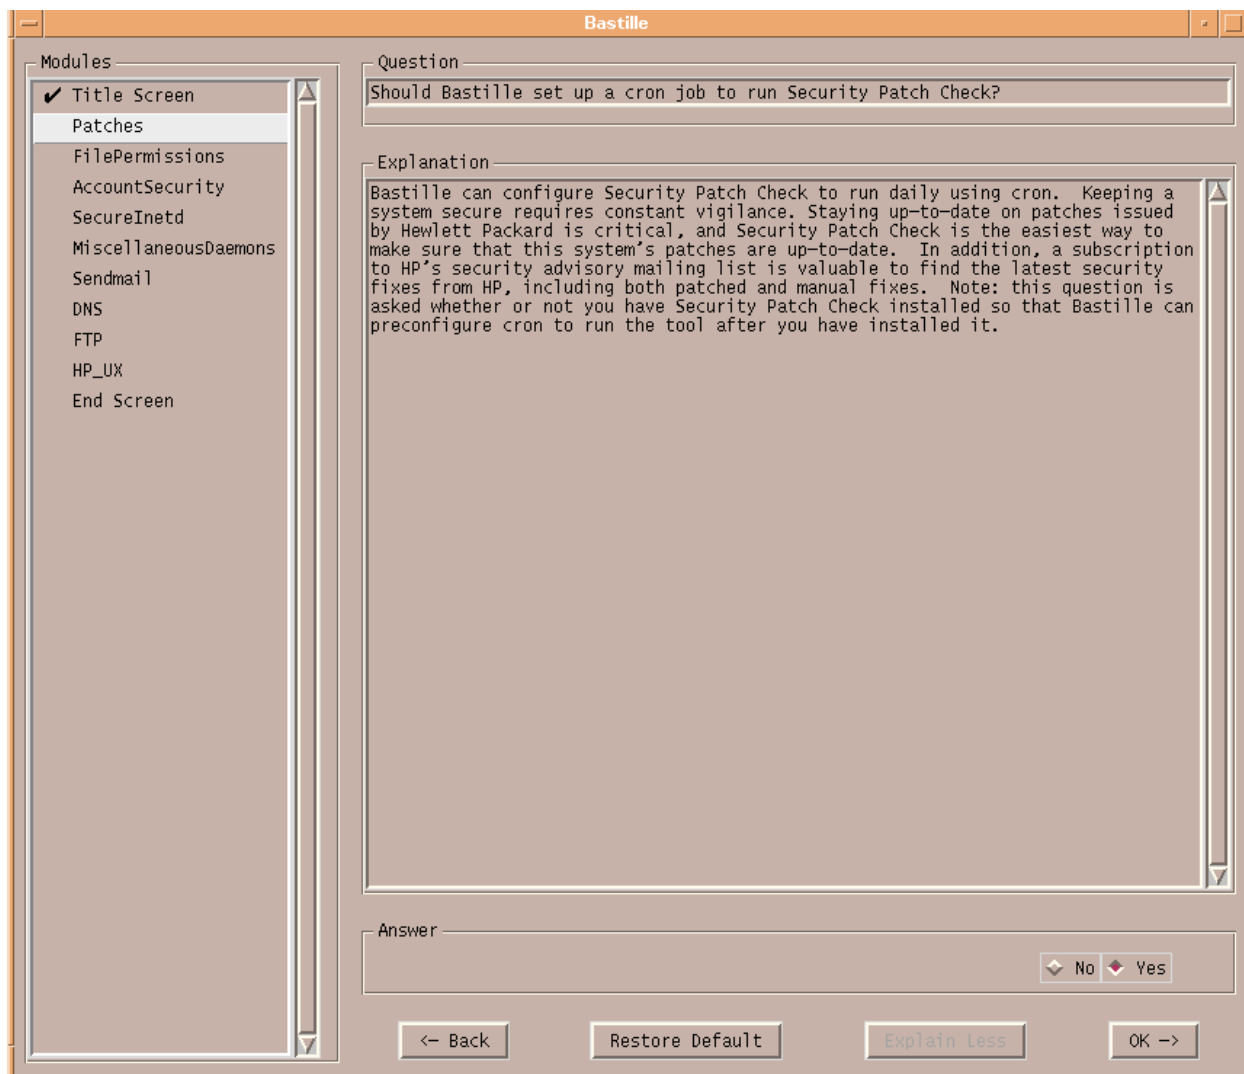 Bastille
Modules
✔ Title Screen
Patches
FilePermissions
AccountSecurity
SecureInetd
MiscellaneousDaemons
Sendmail
DNS
FTP
HP_UX
End Screen
Question
Should Bastille set up a cron job to run Security Patch Check?
Explanation
Bastille can configure Security Patch Check to run daily using cron.  Keeping a
system secure requires constant vigilance. Staying up-to-date on patches issued
by Hewlett Packard is critical, and Security Patch Check is the easiest way to
make sure that this system's patches are up-to-date.  In addition, a subscription
to HP's security advisory mailing list is valuable to find the latest security
fixes from HP, including both patched and manual fixes.  Note: this question is
asked whether or not you have Security Patch Check installed so that Bastille can
preconfigure cron to run the tool after you have installed it.
Answer
No Yes
<- Back Restore Default Explain Less OK ->